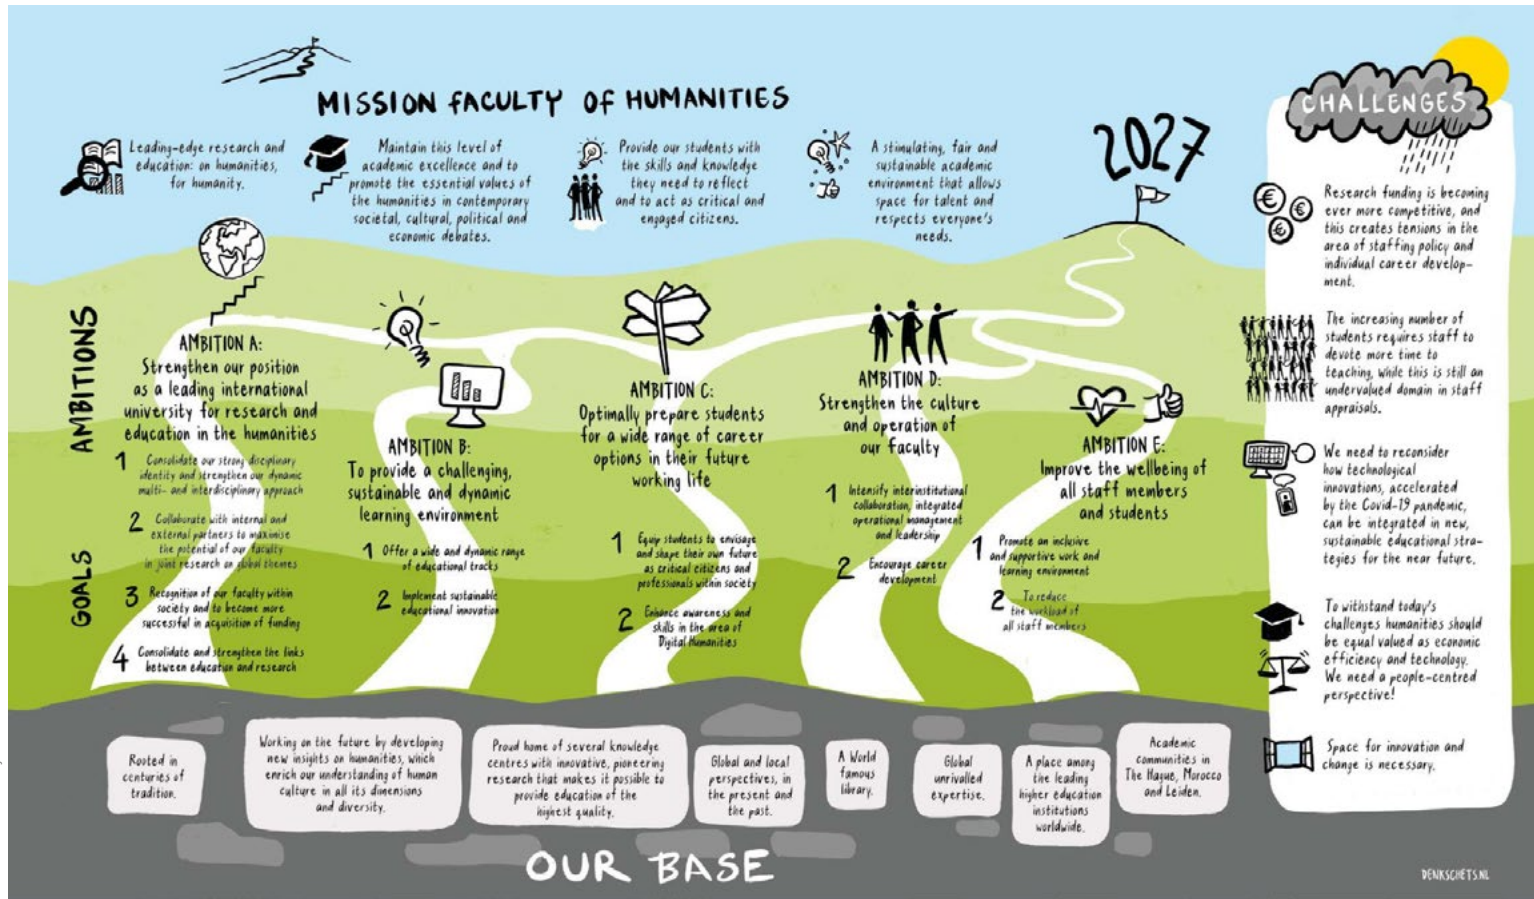 MISSION FACULTY OF HUMANITIES
Leading-edge research and
education: on humanities,
for humanity.
Maintain this level of
academic excellence and to
promote the essential values of
the humanities in contemporary
societal, cultural, political and
economic debates.
Provide our students with
the skills and knowledge
they need to reflect
and to act as critical and
engaged citizens.
A stimulating, fair and
sustainable academic
environment that allows
space for talent and
respects everyone's
needs.
2027
AMBITIONS
GOALS
AMBITION A:
Strengthen our position
as a leading international
university for research and
education in the humanities
1 Consolidate our strong disciplinary
identity and strengthen our dynamic
multi- and interdisciplinary approach
2 Collaborate with internal and
external partners to maximise
the potential of our faculty
in joint research on global themes
3 Recognition of our faculty within
society and to become more
successful in acquisition of funding
4 Consolidate and strengthen the links
between education and research
AMBITION B:
To provide a challenging,
sustainable and dynamic
learning environment
1 Offer a wide and dynamic range
of educational tracks
2 Implement sustainable
educational innovation
AMBITION C:
Optimally prepare students
for a wide range of career
options in their future
working life
1 Equip students to envisage
and shape their own future
as critical citizens and
professionals within society
2 Enhance awareness and
skills in the area of
Digital Humanities
AMBITION D:
Strengthen the culture
and operation of
our faculty
1 Intensify interinstitutional
collaboration, integrated
operational management
and leadership
2 Encourage career
development
AMBITION E:
Improve the wellbeing of
all staff members
and students
1 Promote an inclusive
and supportive work and
learning environment
2 To reduce
the workload of
all staff members
CHALLENGES
Research funding is becoming
ever more competitive, and
this creates tensions in the
area of staffing policy and
individual career develop-
ment.
The increasing number of
students requires staff to
devote more time to
teaching, while this is still an
undervalued domain in staff
appraisals.
We need to reconsider
how technological
innovations, accelerated
by the Covid-19 pandemic,
can be integrated in new,
sustainable educational stra-
tegies for the near future.
To withstand today's
challenges humanities should
be equal valued as economic
efficiency and technology.
We need a people-centred
perspective!
Space for innovation and
change is necessary.
Rooted in
centuries of
tradition.
Working on the future by developing
new insights on humanities, which
enrich our understanding of human
culture in all its dimensions
and diversity.
Proud home of several knowledge
centres with innovative, pioneering
research that makes it possible to
provide education of the
highest quality.
Global and local
perspectives, in
the present and
the past.
A World
famous
library.
Global
unrivalled
expertise.
A place among
the leading
higher education
institutions
worldwide.
Academic
communities in
The Hague, Morocco
and Leiden.
OUR BASE
DENKSCHETS.NL